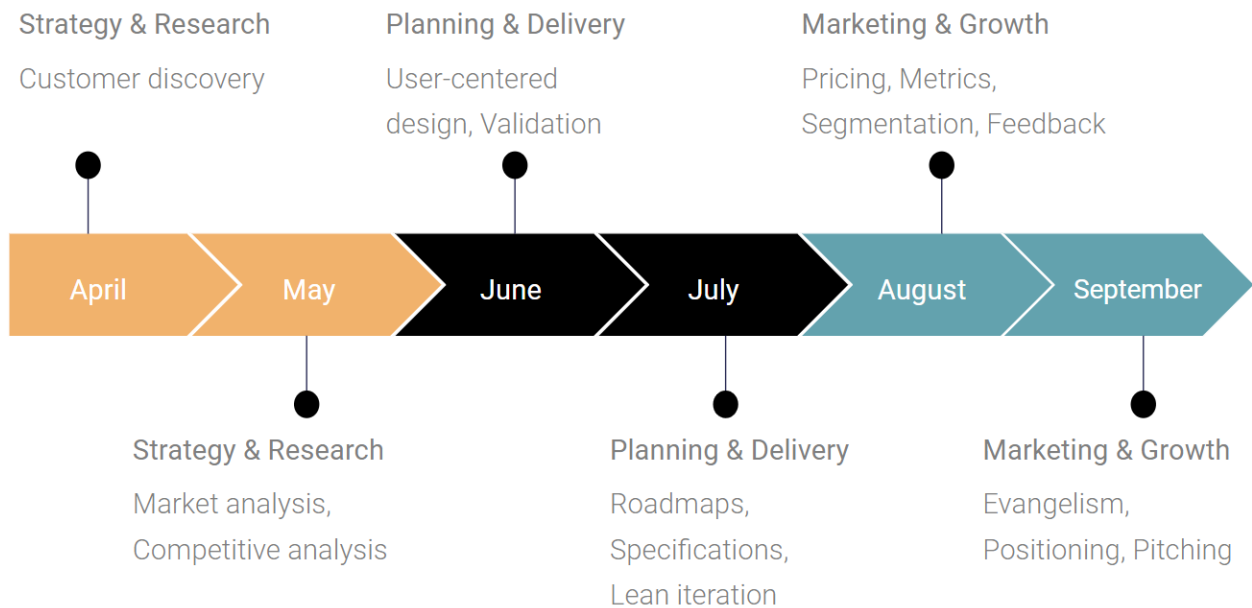 Strategy & Research
Customer discovery
Planning & Delivery
User-centered
design, Validation
Marketing & Growth
Pricing, Metrics,
Segmentation, Feedback
April
May
June
July
August
September
Strategy & Research
Market analysis,
Competitive analysis
Planning & Delivery
Roadmaps,
Specifications,
Lean iteration
Marketing & Growth
Evangelism,
Positioning, Pitching